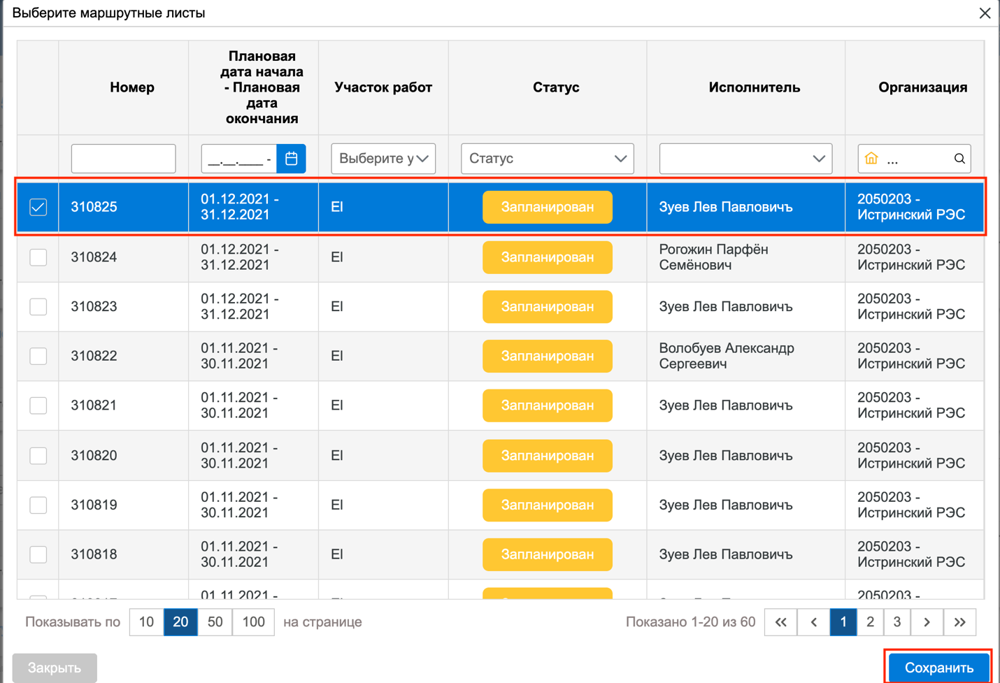 Выберите маршрутные листы
Номер
Плановая
дата начала
- Плановая
дата
окончания
Участок работ
Статус
Исполнитель
Организация
__.__.____ -
Выберите у
Статус
...
310825
01.12.2021 -
31.12.2021
EI
Запланирован
Зуев Лев Павловичъ
2050203 -
Истринский РЭС
310824
01.12.2021 -
31.12.2021
EI
Запланирован
Рогожин Парфён
Семёнович
2050203 -
Истринский РЭС
310823
01.12.2021 -
31.12.2021
EI
Запланирован
Зуев Лев Павловичъ
2050203 -
Истринский РЭС
310822
01.11.2021 -
30.11.2021
EI
Запланирован
Волобуев Александр
Сергеевич
2050203 -
Истринский РЭС
310821
01.11.2021 -
30.11.2021
EI
Запланирован
Зуев Лев Павловичъ
2050203 -
Истринский РЭС
310820
01.11.2021 -
30.11.2021
EI
Запланирован
Зуев Лев Павловичъ
2050203 -
Истринский РЭС
310819
01.11.2021 -
30.11.2021
EI
Запланирован
Зуев Лев Павловичъ
2050203 -
Истринский РЭС
310818
01.11.2021 -
30.11.2021
EI
Запланирован
Зуев Лев Павловичъ
2050203 -
Истринский РЭС
01.11.2021 -
2050203 -
Показывать по 10 20 50 100 на странице
Показано 1-20 из 60 « ‹ 1 2 3 › »
Закрыть
Сохранить